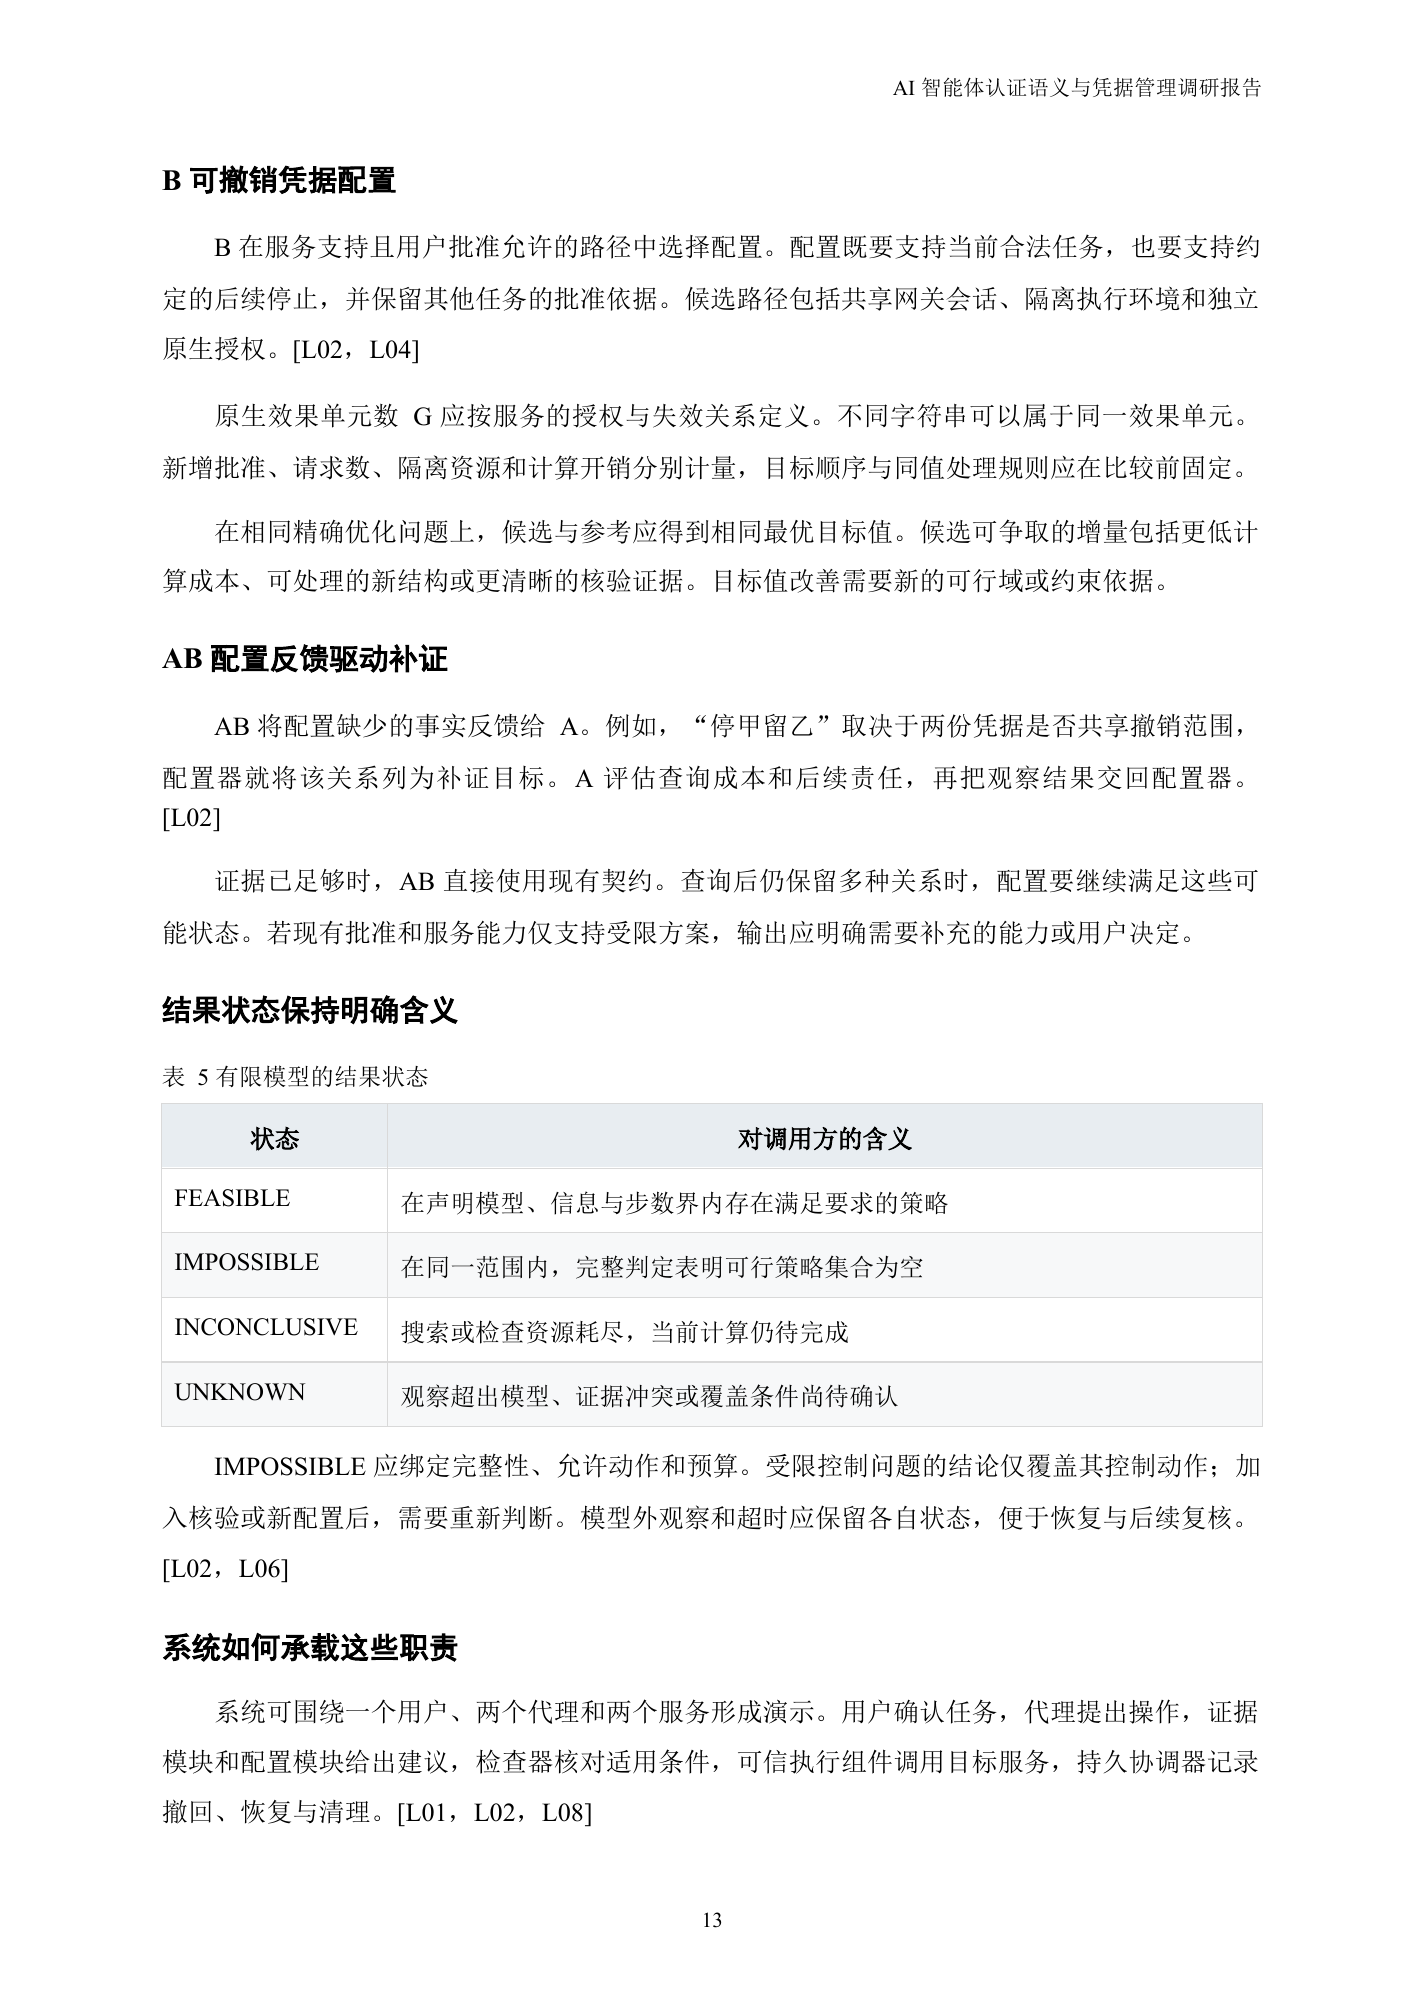 AI 智能体认证语义与凭据管理调研报告
B 可撤销凭据配置
B 在服务支持且用户批准允许的路径中选择配置。配置既要支持当前合法任务，也要支持约
定的后续停止，并保留其他任务的批准依据。候选路径包括共享网关会话、隔离执行环境和独立
原生授权。[L02，L04]
原生效果单元数 G 应按服务的授权与失效关系定义。不同字符串可以属于同一效果单元。
新增批准、请求数、隔离资源和计算开销分别计量，目标顺序与同值处理规则应在比较前固定。
在相同精确优化问题上，候选与参考应得到相同最优目标值。候选可争取的增量包括更低计
算成本、可处理的新结构或更清晰的核验证据。目标值改善需要新的可行域或约束依据。
AB 配置反馈驱动补证
AB 将配置缺少的事实反馈给 A。例如，“停甲留乙”取决于两份凭据是否共享撤销范围，
配置器就将该关系列为补证目标。A 评估查询成本和后续责任，再把观察结果交回配置器。
[L02]
证据已足够时，AB 直接使用现有契约。查询后仍保留多种关系时，配置要继续满足这些可
能状态。若现有批准和服务能力仅支持受限方案，输出应明确需要补充的能力或用户决定。
结果状态保持明确含义
表 5 有限模型的结果状态
状态 对调用方的含义
FEASIBLE 在声明模型、信息与步数界内存在满足要求的策略
IMPOSSIBLE 在同一范围内，完整判定表明可行策略集合为空
INCONCLUSIVE 搜索或检查资源耗尽，当前计算仍待完成
UNKNOWN 观察超出模型、证据冲突或覆盖条件尚待确认
IMPOSSIBLE 应绑定完整性、允许动作和预算。受限控制问题的结论仅覆盖其控制动作；加
入核验或新配置后，需要重新判断。模型外观察和超时应保留各自状态，便于恢复与后续复核。
[L02，L06]
系统如何承载这些职责
系统可围绕一个用户、两个代理和两个服务形成演示。用户确认任务，代理提出操作，证据
模块和配置模块给出建议，检查器核对适用条件，可信执行组件调用目标服务，持久协调器记录
撤回、恢复与清理。[L01，L02，L08]
13